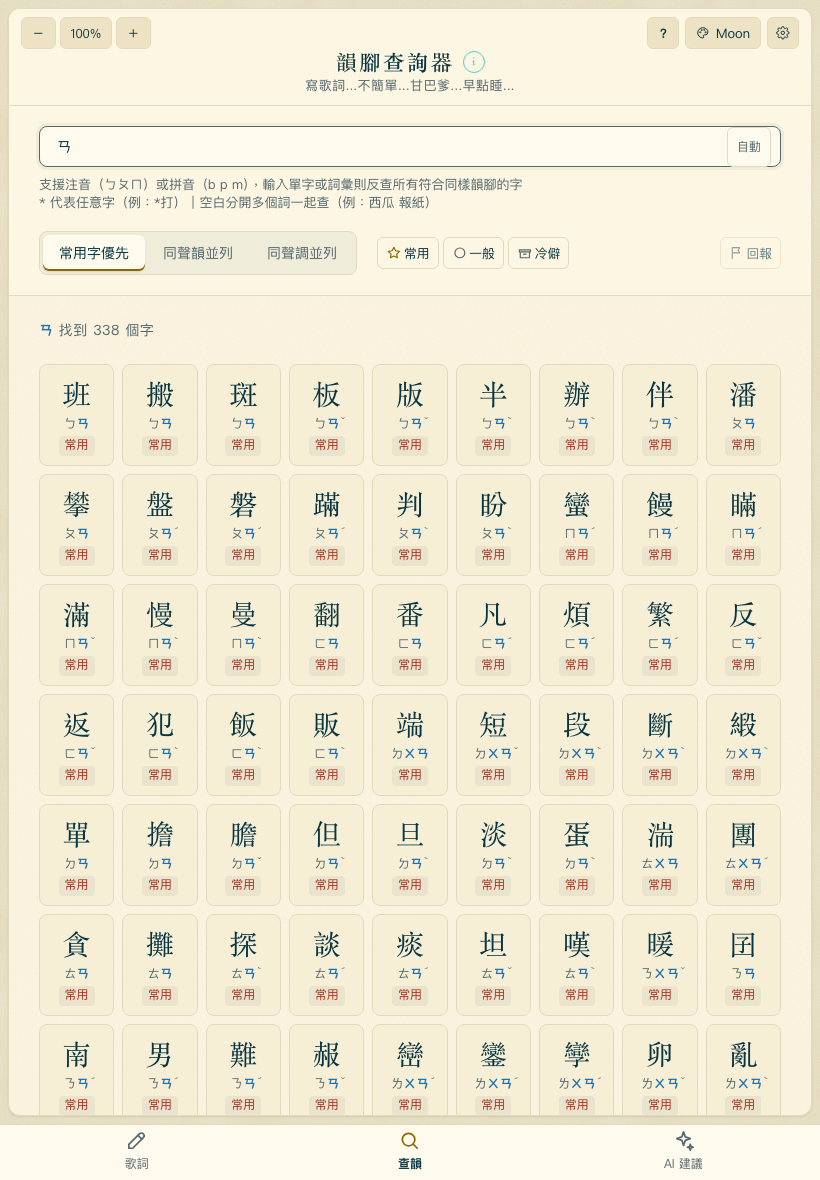 − 100% + ? Moon
韻腳查詢器 i
寫歌詞...不簡單...甘巴爹...早點睡...
ㄢ 自動
支援注音（ㄅㄆㄇ）或拼音（b p m），輸入單字或詞彙則反查所有符合同樣韻腳的字
* 代表任意字（例：*打）｜空白分開多個詞一起查（例：西瓜 報紙）
常用字優先 同聲韻並列 同聲調並列 常用 一般 冷僻 回報
ㄢ 找到 338 個字
班 搬 斑 板 版 半 辦 伴 潘
ㄅㄢ ㄅㄢ ㄅㄢ ㄅㄢˇ ㄅㄢˇ ㄅㄢˋ ㄅㄢˋ ㄅㄢˋ ㄆㄢ
常用 常用 常用 常用 常用 常用 常用 常用 常用
攀 盤 磐 蹣 判 盼 蠻 饅 瞞
ㄆㄢ ㄆㄢˊ ㄆㄢˊ ㄆㄢˊ ㄆㄢˋ ㄆㄢˋ ㄇㄢˊ ㄇㄢˊ ㄇㄢˊ
常用 常用 常用 常用 常用 常用 常用 常用 常用
滿 慢 曼 翻 番 凡 煩 繁 反
ㄇㄢˇ ㄇㄢˋ ㄇㄢˋ ㄈㄢ ㄈㄢ ㄈㄢˊ ㄈㄢˊ ㄈㄢˊ ㄈㄢˇ
常用 常用 常用 常用 常用 常用 常用 常用 常用
返 犯 飯 販 端 短 段 斷 緞
ㄈㄢˇ ㄈㄢˋ ㄈㄢˋ ㄈㄢˋ ㄉㄨㄢ ㄉㄨㄢˇ ㄉㄨㄢˋ ㄉㄨㄢˋ ㄉㄨㄢˋ
常用 常用 常用 常用 常用 常用 常用 常用 常用
單 擔 膽 但 旦 淡 蛋 湍 團
ㄉㄢ ㄉㄢ ㄉㄢˇ ㄉㄢˋ ㄉㄢˋ ㄉㄢˋ ㄉㄢˋ ㄊㄨㄢ ㄊㄨㄢˊ
常用 常用 常用 常用 常用 常用 常用 常用 常用
貪 攤 探 談 痰 坦 嘆 暖 囝
ㄊㄢ ㄊㄢ ㄊㄢˋ ㄊㄢˊ ㄊㄢˊ ㄊㄢˇ ㄊㄢˋ ㄋㄨㄢˇ ㄋㄢ
常用 常用 常用 常用 常用 常用 常用 常用 常用
南 男 難 赧 巒 鑾 孿 卵 亂
ㄋㄢˊ ㄋㄢˊ ㄋㄢˊ ㄋㄢˇ ㄌㄨㄢˊ ㄌㄨㄢˊ ㄌㄨㄢˊ ㄌㄨㄢˇ ㄌㄨㄢˋ
常用 常用 常用 常用 常用 常用 常用 常用 常用
歌詞 查韻 AI 建議